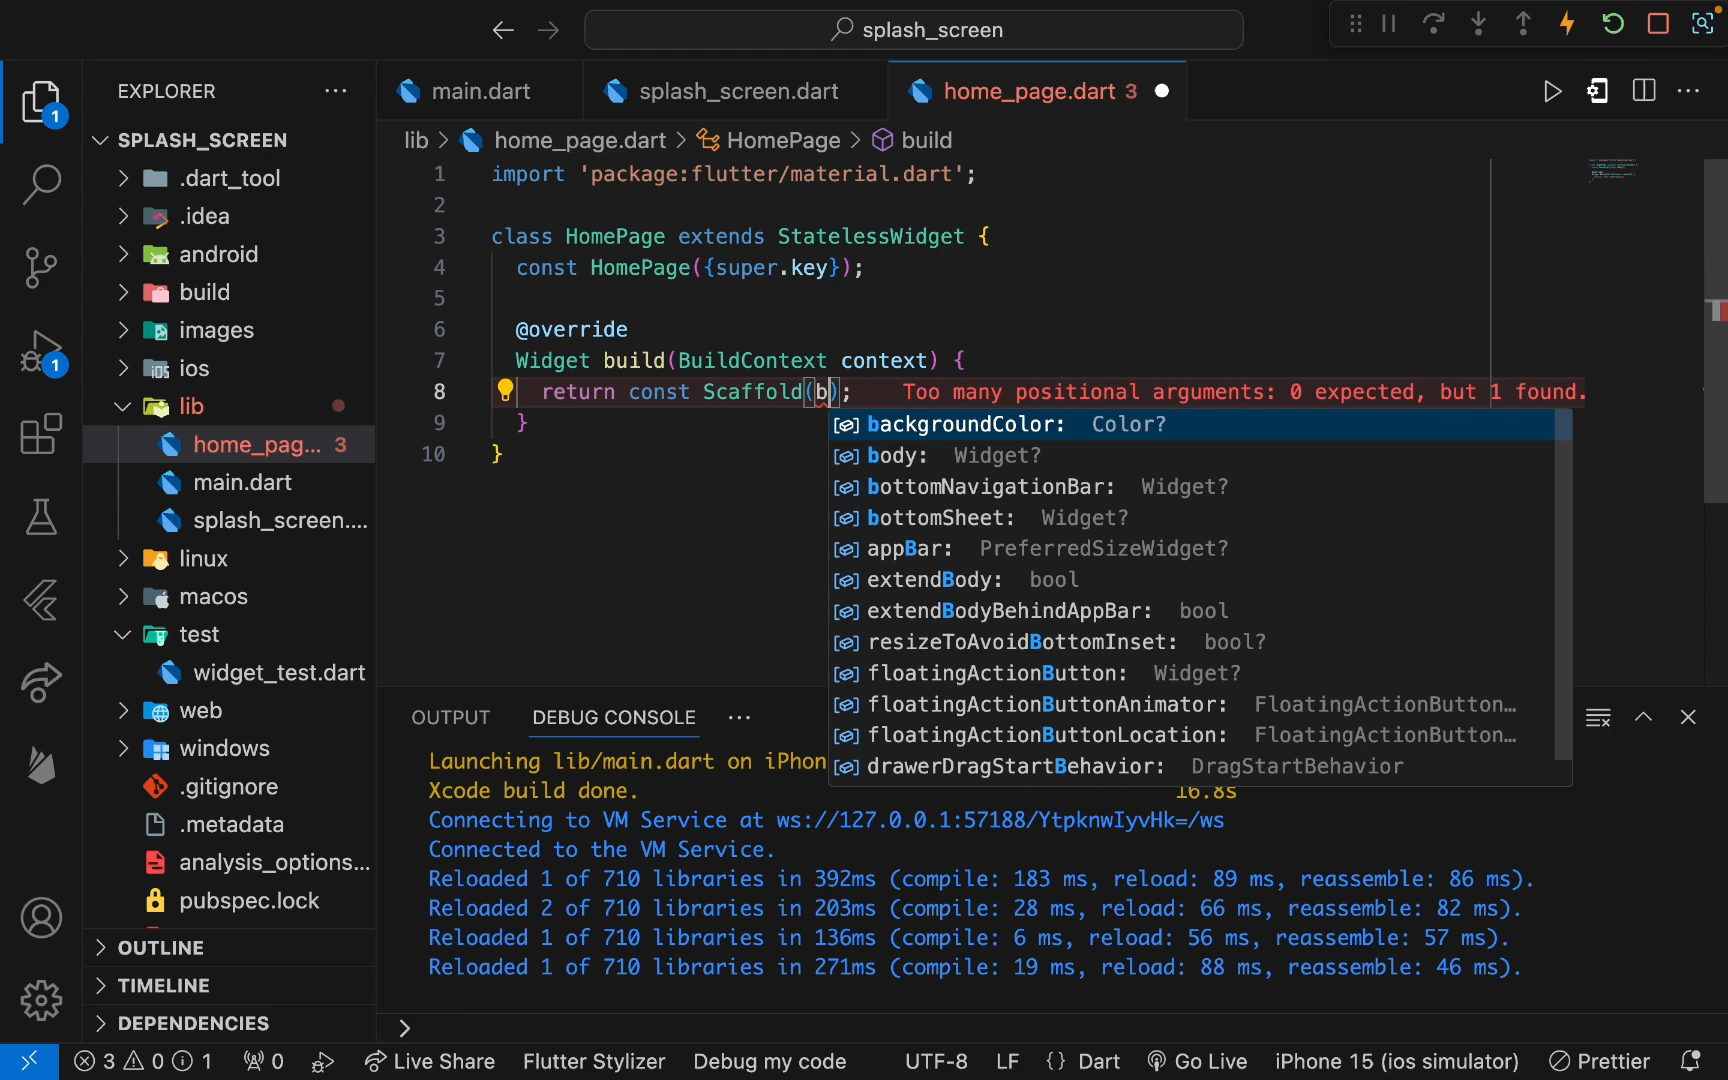 splash_screen
EXPLORER
main.dart
splash_screen.dart
home_page.dart 3
1
SPLASH_SCREEN
lib > home_page.dart > HomePage > build
.dart_tool
.idea
android
build
images
ios
lib
home_pag... 3
main.dart
splash_screen....
linux
macos
test
widget_test.dart
web
windows
.gitignore
.metadata
analysis_options...
pubspec.lock
OUTLINE
TIMELINE
DEPENDENCIES
1
1 import 'package:flutter/material.dart';
2
3 class HomePage extends StatelessWidget {
4 const HomePage({super.key});
5
6 @override
7 Widget build(BuildContext context) {
8 return const Scaffold(b); Too many positional arguments: 0 expected, but 1 found.
9 }
10 }
backgroundColor: Color?
body: Widget?
bottomNavigationBar: Widget?
bottomSheet: Widget?
appBar: PreferredSizeWidget?
extendBody: bool
extendBodyBehindAppBar: bool
resizeToAvoidBottomInset: bool?
floatingActionButton: Widget?
floatingActionButtonAnimator: FloatingActionButton…
floatingActionButtonLocation: FloatingActionButton…
drawerDragStartBehavior: DragStartBehavior
OUTPUT
DEBUG CONSOLE
Launching lib/main.dart on iPhon
Xcode build done. 16.8s
Connecting to VM Service at ws://127.0.0.1:57188/YtpknwIyvHk=/ws
Connected to the VM Service.
Reloaded 1 of 710 libraries in 392ms (compile: 183 ms, reload: 89 ms, reassemble: 86 ms).
Reloaded 2 of 710 libraries in 203ms (compile: 28 ms, reload: 66 ms, reassemble: 82 ms).
Reloaded 1 of 710 libraries in 136ms (compile: 6 ms, reload: 56 ms, reassemble: 57 ms).
Reloaded 1 of 710 libraries in 271ms (compile: 19 ms, reload: 88 ms, reassemble: 46 ms).
>
3 0 1 0 Live Share Flutter Stylizer Debug my code UTF-8 LF {} Dart Go Live iPhone 15 (ios simulator) Prettier